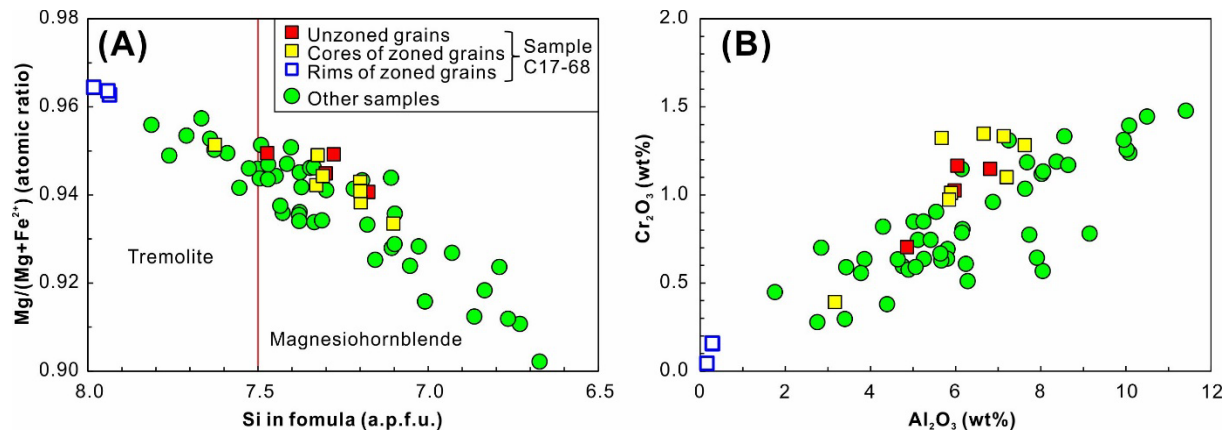 (A)
Unzoned grains
Cores of zoned grains
Rims of zoned grains
Sample
C17-68
Other samples
Tremolite
Magnesiohornblende
0.98
0.96
0.94
0.92
0.90
Mg/(Mg+Fe²⁺) (atomic ratio)
8.0 7.5 7.0 6.5
Si in fomula (a.p.f.u.)
(B)
2.0
1.5
1.0
0.5
0.0
Cr₂O₃ (wt%)
0 2 4 6 8 10 12
Al₂O₃ (wt%)